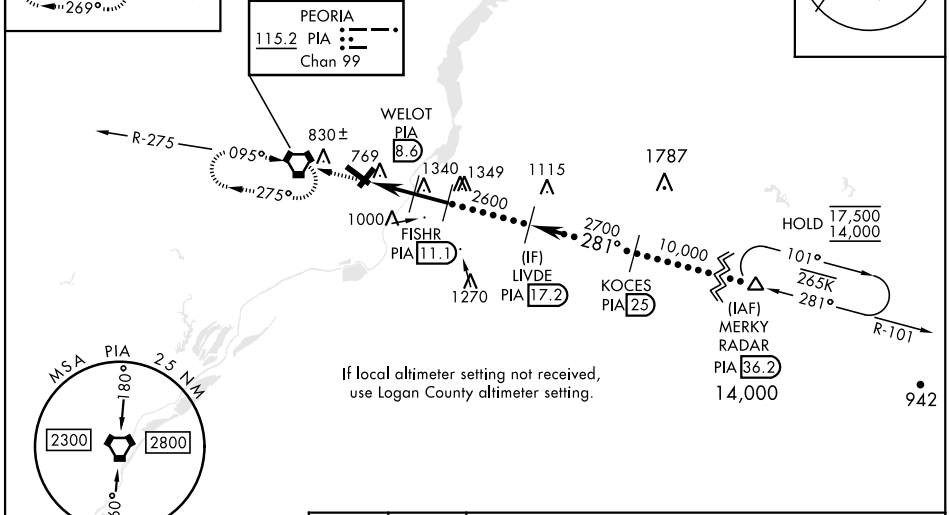 269°
PEORIA
115.2 PIA
Chan 99
R-275
095°
275°
830 ±
769
WELOT
PIA
8.6
1340
1349
1115
1787
2600
1000
FISHR
PIA 11.1
1270
(IF)
LIVDE
PIA 17.2
2700
281°
10,000
KOCES
PIA 25
HOLD 17,500
14,000
101°
265K
281°
R-101
(IAF)
MERKY
RADAR
PIA 36.2
14,000
942
If local altimeter setting not received,
use Logan County altimeter setting.
MSA PIA 25 NM
180°
2300
2800